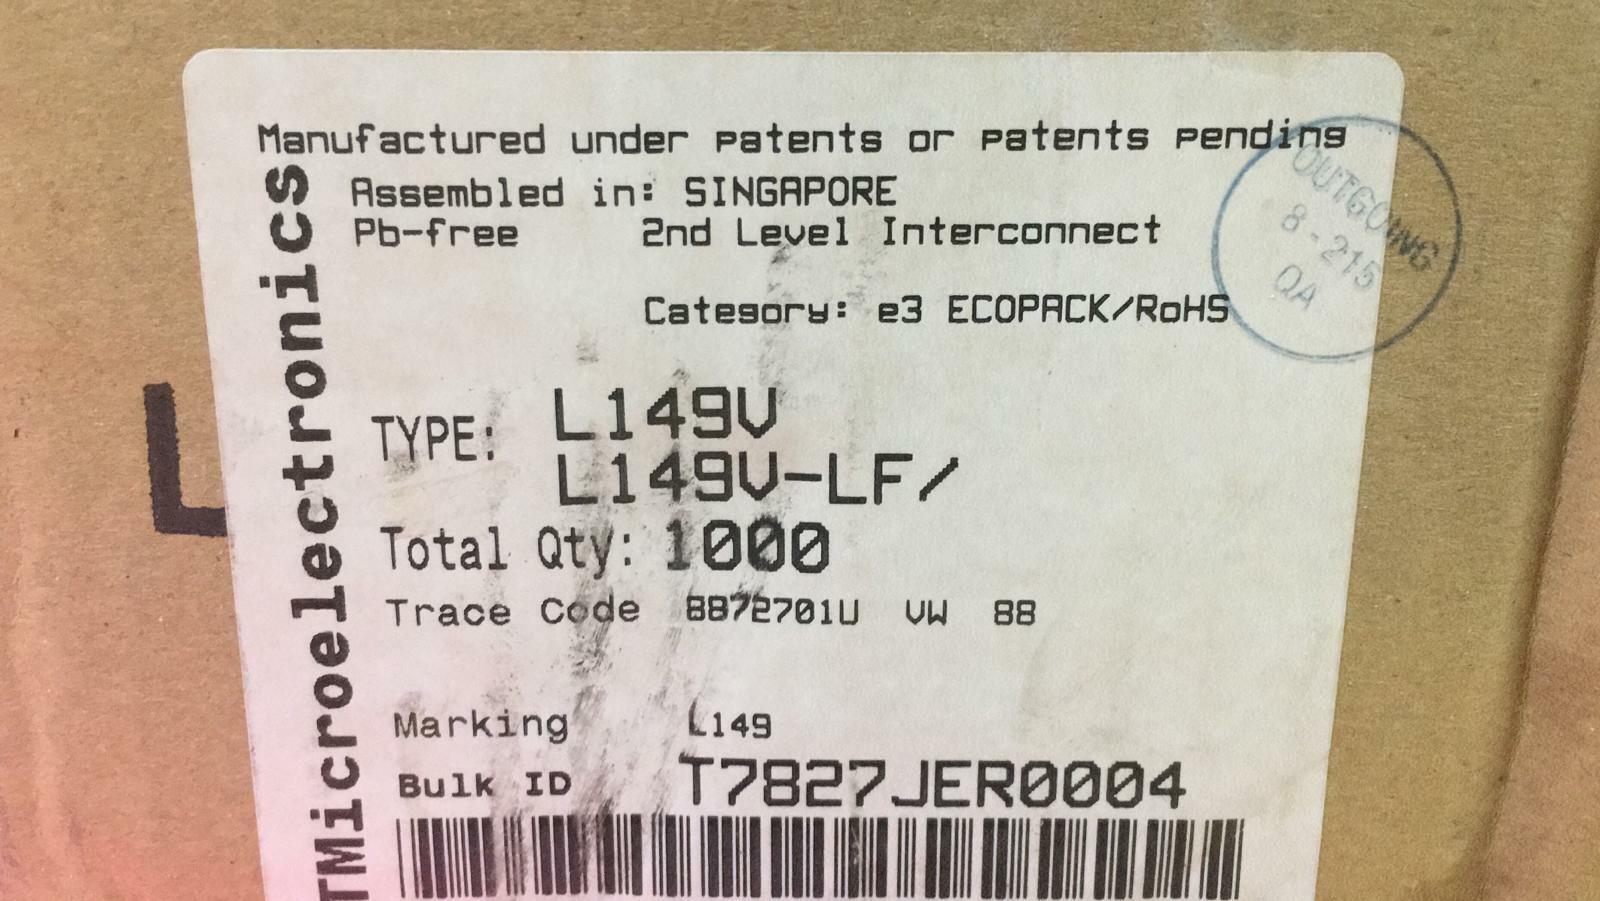 Manufactured under patents or patents pending
Assembled in: SINGAPORE
Pb-free 2nd Level Interconnect
Category: e3 ECOPACK/RoHS
TYPE: L149V
L149V-LF/
Total Qty: 1000
Trace Code 8872701U VW 88
Marking L149
Bulk ID T7827JER0004
TMicroelectronics
OUTGOING
8-215
QA
L